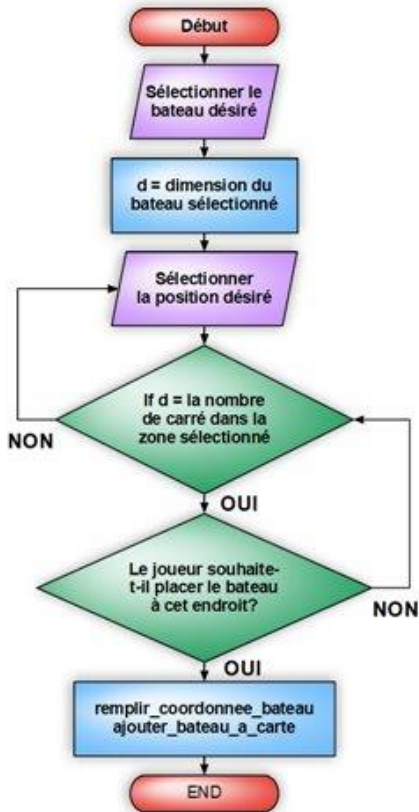 Début
Sélectionner le
bateau désiré
d = dimension du
bateau sélectionné
Sélectionner
la position désiré
If d = la nombre
de carré dans la
zone sélectionné
NON
OUI
Le joueur souhaite-
t-il placer le bateau
à cet endroit?
NON
OUI
remplir_coordonnee_bateau
ajouter_bateau_a_carte
END